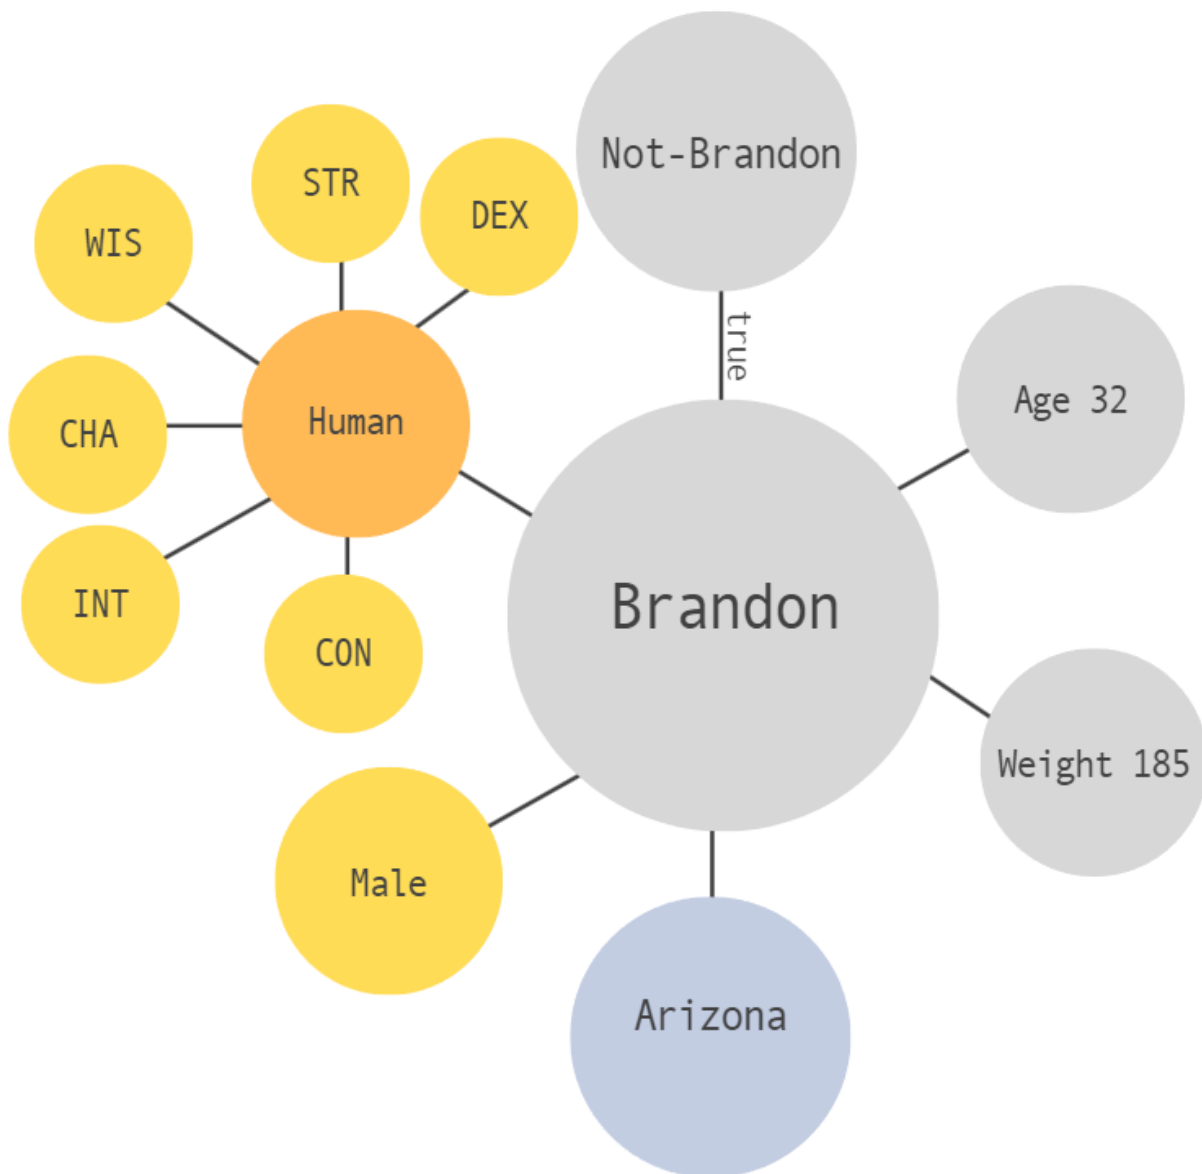 Not-Brandon
STR
DEX
WIS
true
Age 32
Human
CHA
INT
Brandon
CON
Weight 185
Male
Arizona